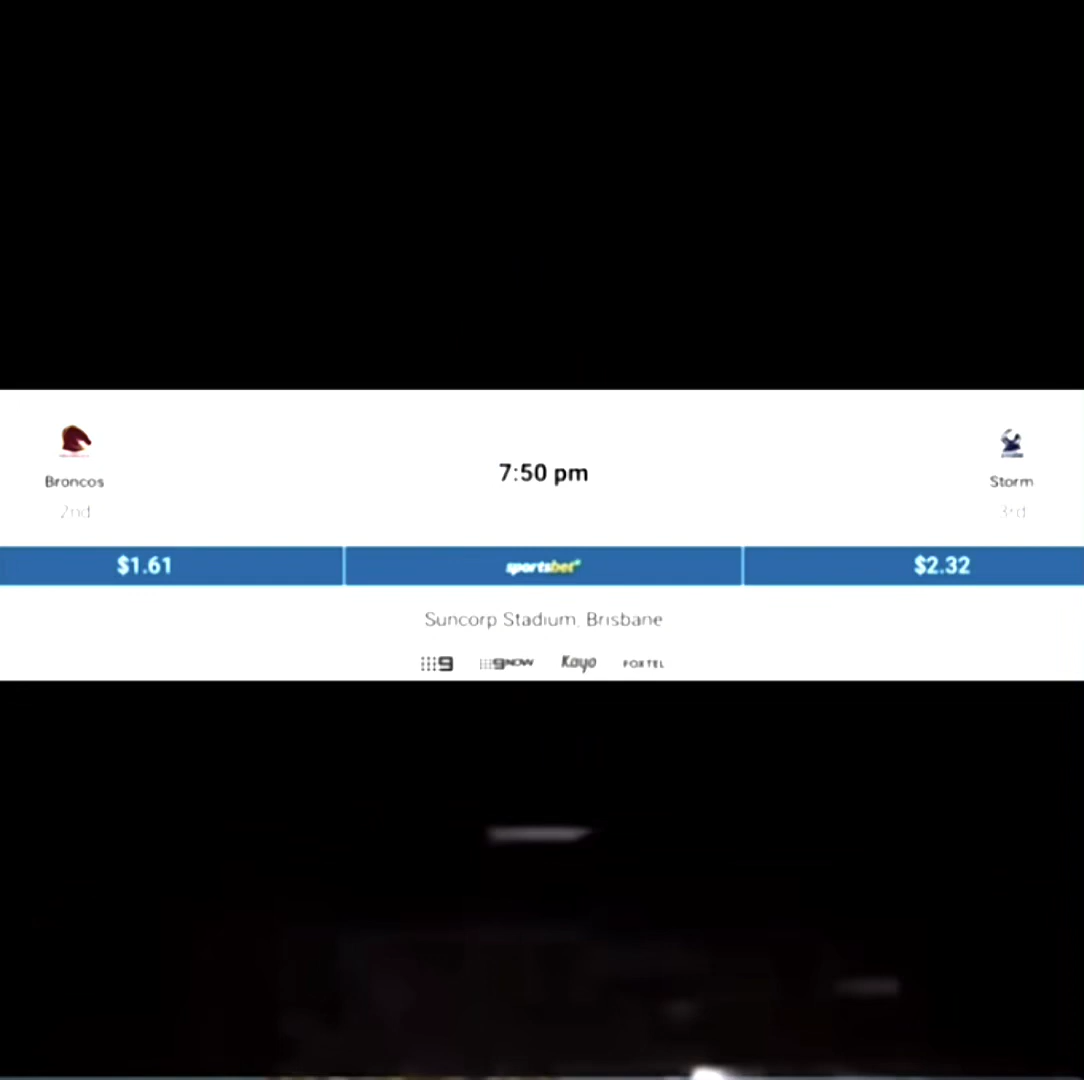 Broncos
2nd
7:50 pm
Storm
3rd
$1.61
sportsbet
$2.32
Suncorp Stadium, Brisbane
9
9NOW
Kayo
FOXTEL